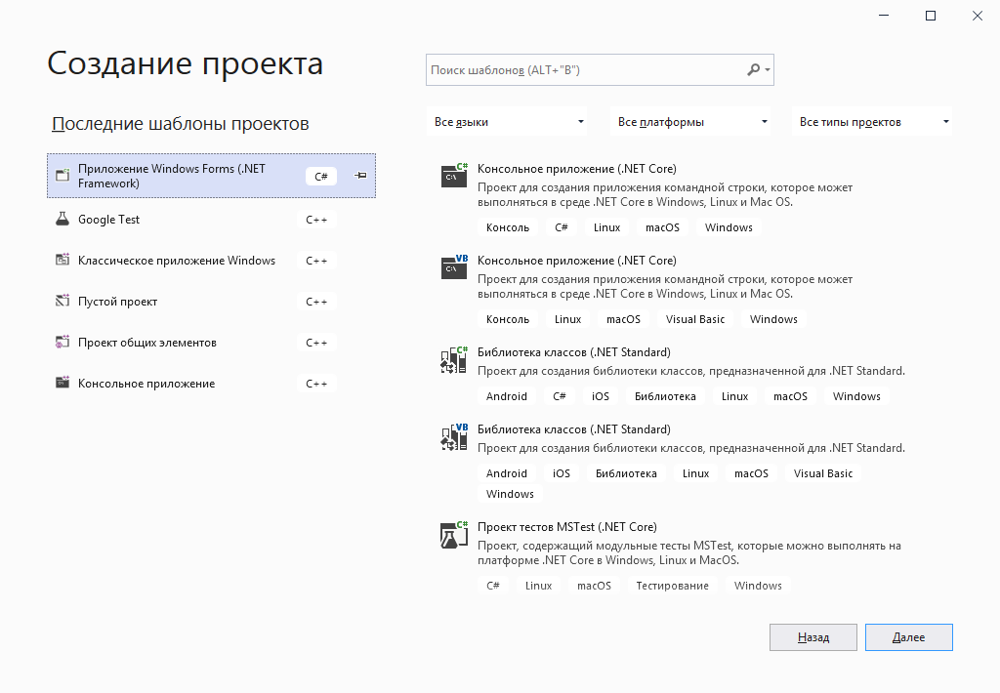 Создание проекта
Поиск шаблонов (ALT+"В")
Последние шаблоны проектов
Все языки
Все платформы
Все типы проектов
Приложение Windows Forms (.NET
Framework)
C#
Google Test
C++
Классическое приложение Windows
C++
Пустой проект
C++
Проект общих элементов
C++
Консольное приложение
C++
C#
C:\
Консольное приложение (.NET Core)
Проект для создания приложения командной строки, которое может
выполняться в среде .NET Core в Windows, Linux и Mac OS.
Консоль C# Linux macOS Windows
VB
C:\
Консольное приложение (.NET Core)
Проект для создания приложения командной строки, которое может
выполняться в среде .NET Core в Windows, Linux и Mac OS.
Консоль Linux macOS Visual Basic Windows
C#
Библиотека классов (.NET Standard)
Проект для создания библиотеки классов, предназначенной для .NET Standard.
Android C# iOS Библиотека Linux macOS Windows
VB
Библиотека классов (.NET Standard)
Проект для создания библиотеки классов, предназначенной для .NET Standard.
Android iOS Библиотека Linux macOS Visual Basic
Windows
C#
Проект тестов MSTest (.NET Core)
Проект, содержащий модульные тесты MSTest, которые можно выполнять на
платформе .NET Core в Windows, Linux и MacOS.
C# Linux macOS Тестирование Windows
Назад
Далее